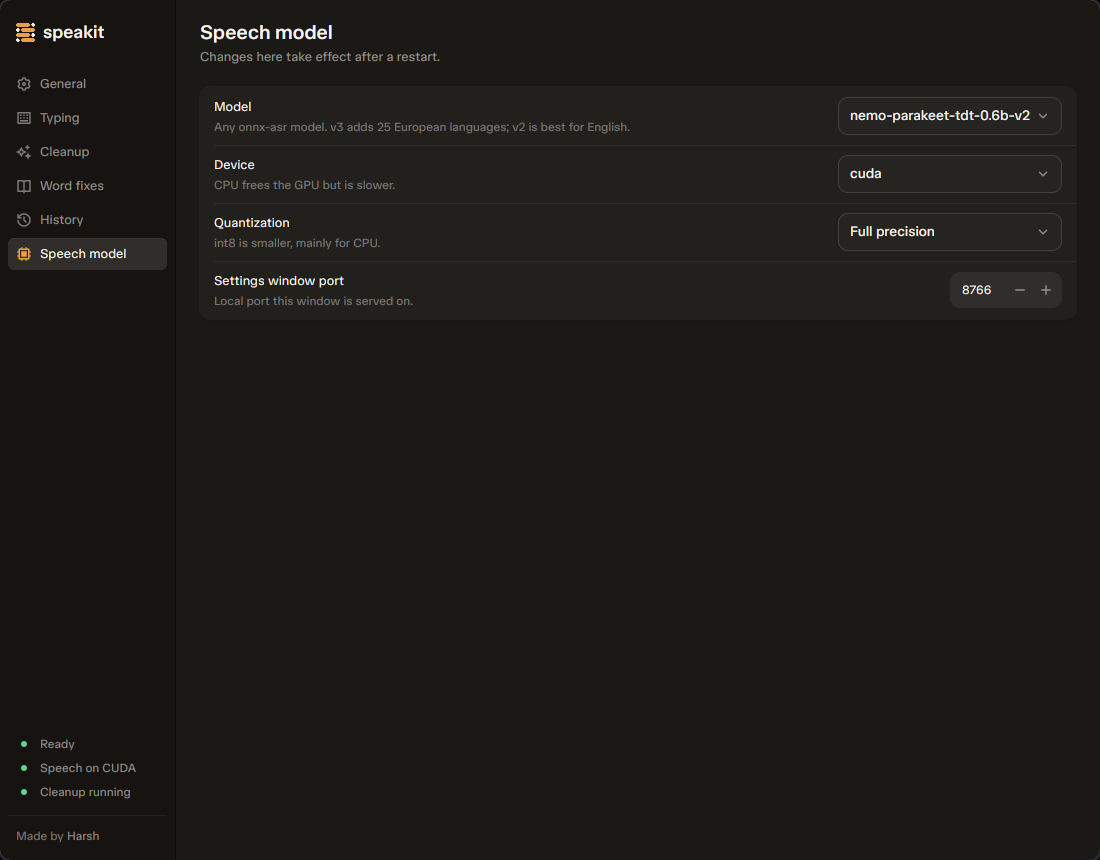 speakit
General
Typing
Cleanup
Word fixes
History
Speech model
Ready
Speech on CUDA
Cleanup running
Made by Harsh
Speech model
Changes here take effect after a restart.
Model
Any onnx-asr model. v3 adds 25 European languages; v2 is best for English.
nemo-parakeet-tdt-0.6b-v2
Device
CPU frees the GPU but is slower.
cuda
Quantization
int8 is smaller, mainly for CPU.
Full precision
Settings window port
Local port this window is served on.
8766